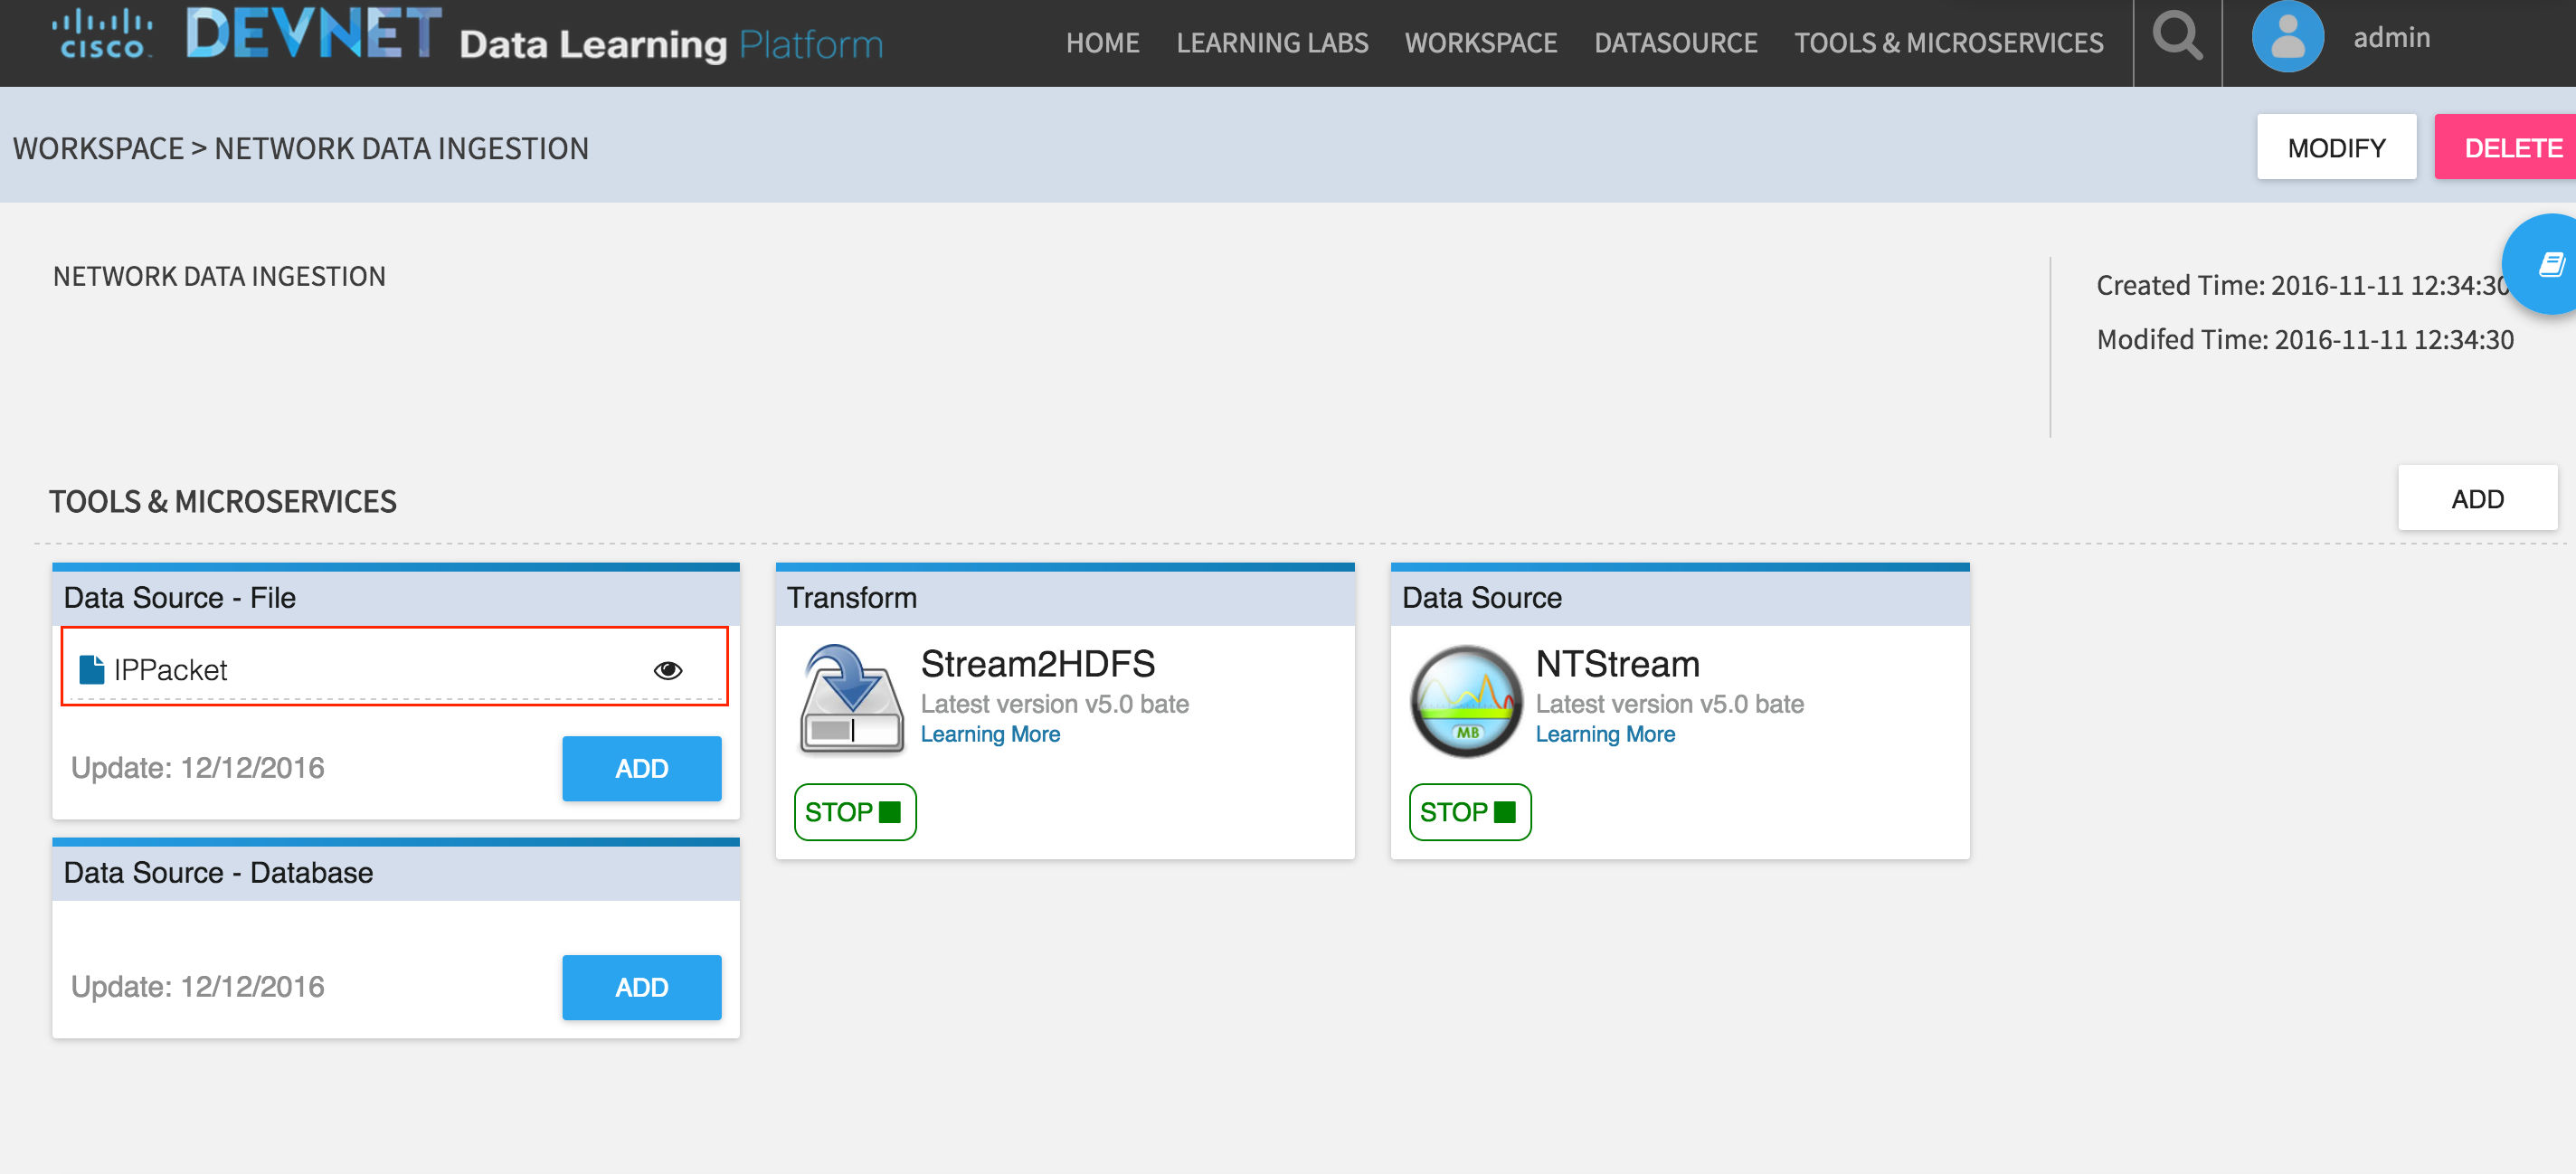 CISCO DEVNET Data Learning Platform HOME LEARNING LABS WORKSPACE DATASOURCE TOOLS & MICROSERVICES admin
WORKSPACE > NETWORK DATA INGESTION MODIFY DELETE
NETWORK DATA INGESTION
Created Time: 2016-11-11 12:34:30
Modifed Time: 2016-11-11 12:34:30
TOOLS & MICROSERVICES ADD
Data Source - File
IPPacket
Update: 12/12/2016 ADD
Data Source - Database
Update: 12/12/2016 ADD
Transform
Stream2HDFS
Latest version v5.0 bate
Learning More
STOP
Data Source
MB
NTStream
Latest version v5.0 bate
Learning More
STOP